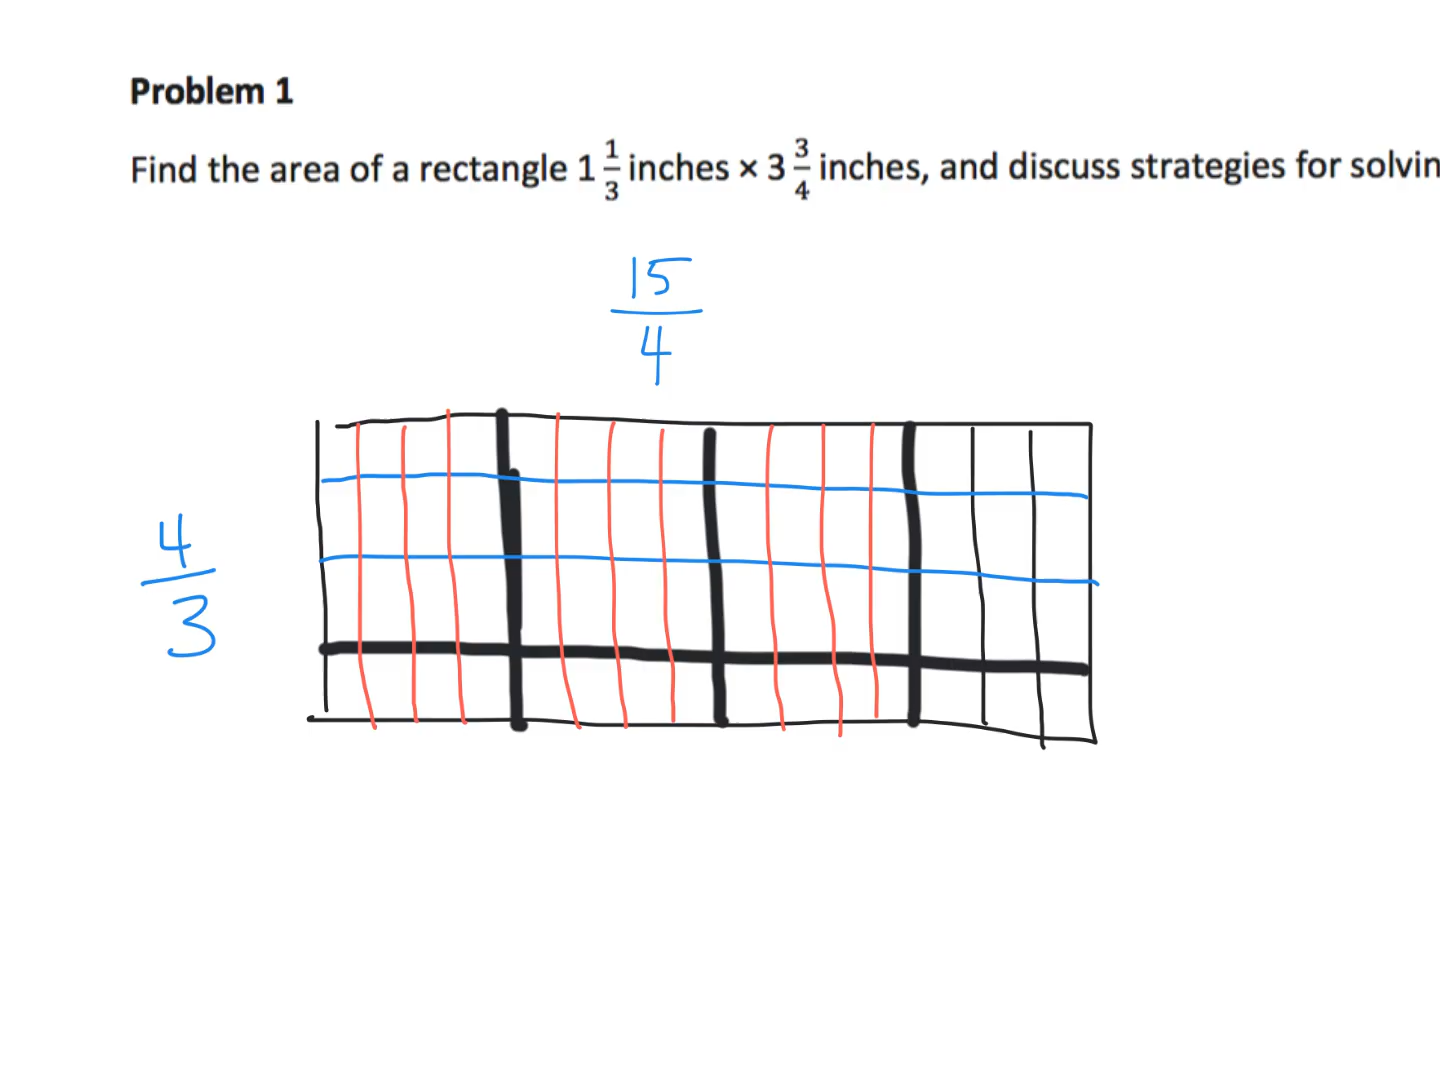 Problem 1
Find the area of a rectangle 1 1/3 inches × 3 3/4 inches, and discuss strategies for solvin
15/4
4/3